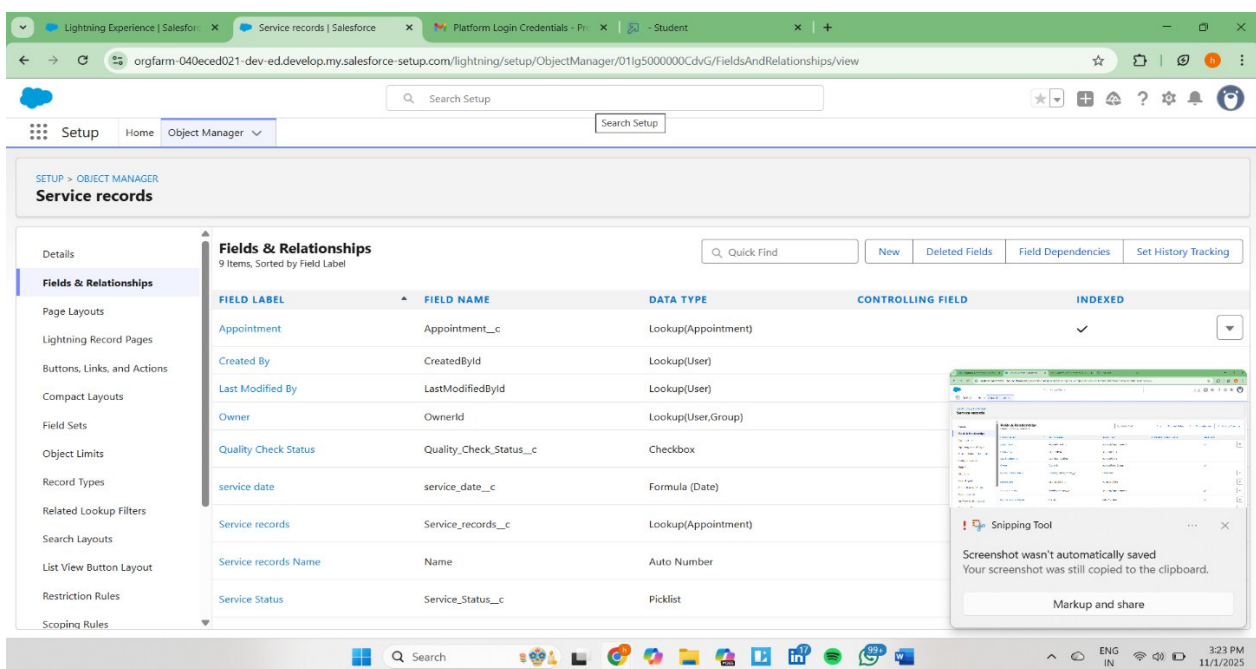 Lightning Experience | Salesforc
Service records | Salesforce
Platform Login Credentials - Pr
- Student
orgfarm-040eced021-dev-ed.develop.my.salesforce-setup.com/lightning/setup/ObjectManager/01Ig5000000CdvG/FieldsAndRelationships/view
h
Search Setup
Setup
Home
Object Manager
Search Setup
SETUP > OBJECT MANAGER
Service records
Details
Fields & Relationships
Page Layouts
Lightning Record Pages
Buttons, Links, and Actions
Compact Layouts
Field Sets
Object Limits
Record Types
Related Lookup Filters
Search Layouts
List View Button Layout
Restriction Rules
Scoping Rules
Fields & Relationships
9 Items, Sorted by Field Label
Quick Find
New
Deleted Fields
Field Dependencies
Set History Tracking
FIELD LABEL FIELD NAME DATA TYPE CONTROLLING FIELD INDEXED
Appointment Appointment__c Lookup(Appointment)
Created By CreatedById Lookup(User)
Last Modified By LastModifiedById Lookup(User)
Owner OwnerId Lookup(User,Group)
Quality Check Status Quality_Check_Status__c Checkbox
service date service_date__c Formula (Date)
Service records Service_records__c Lookup(Appointment)
Service records Name Name Auto Number
Service Status Service_Status__c Picklist
Snipping Tool
Screenshot wasn't automatically saved
Your screenshot was still copied to the clipboard.
Markup and share
Search
17
99+
ENG
IN
3:23 PM
11/1/2025